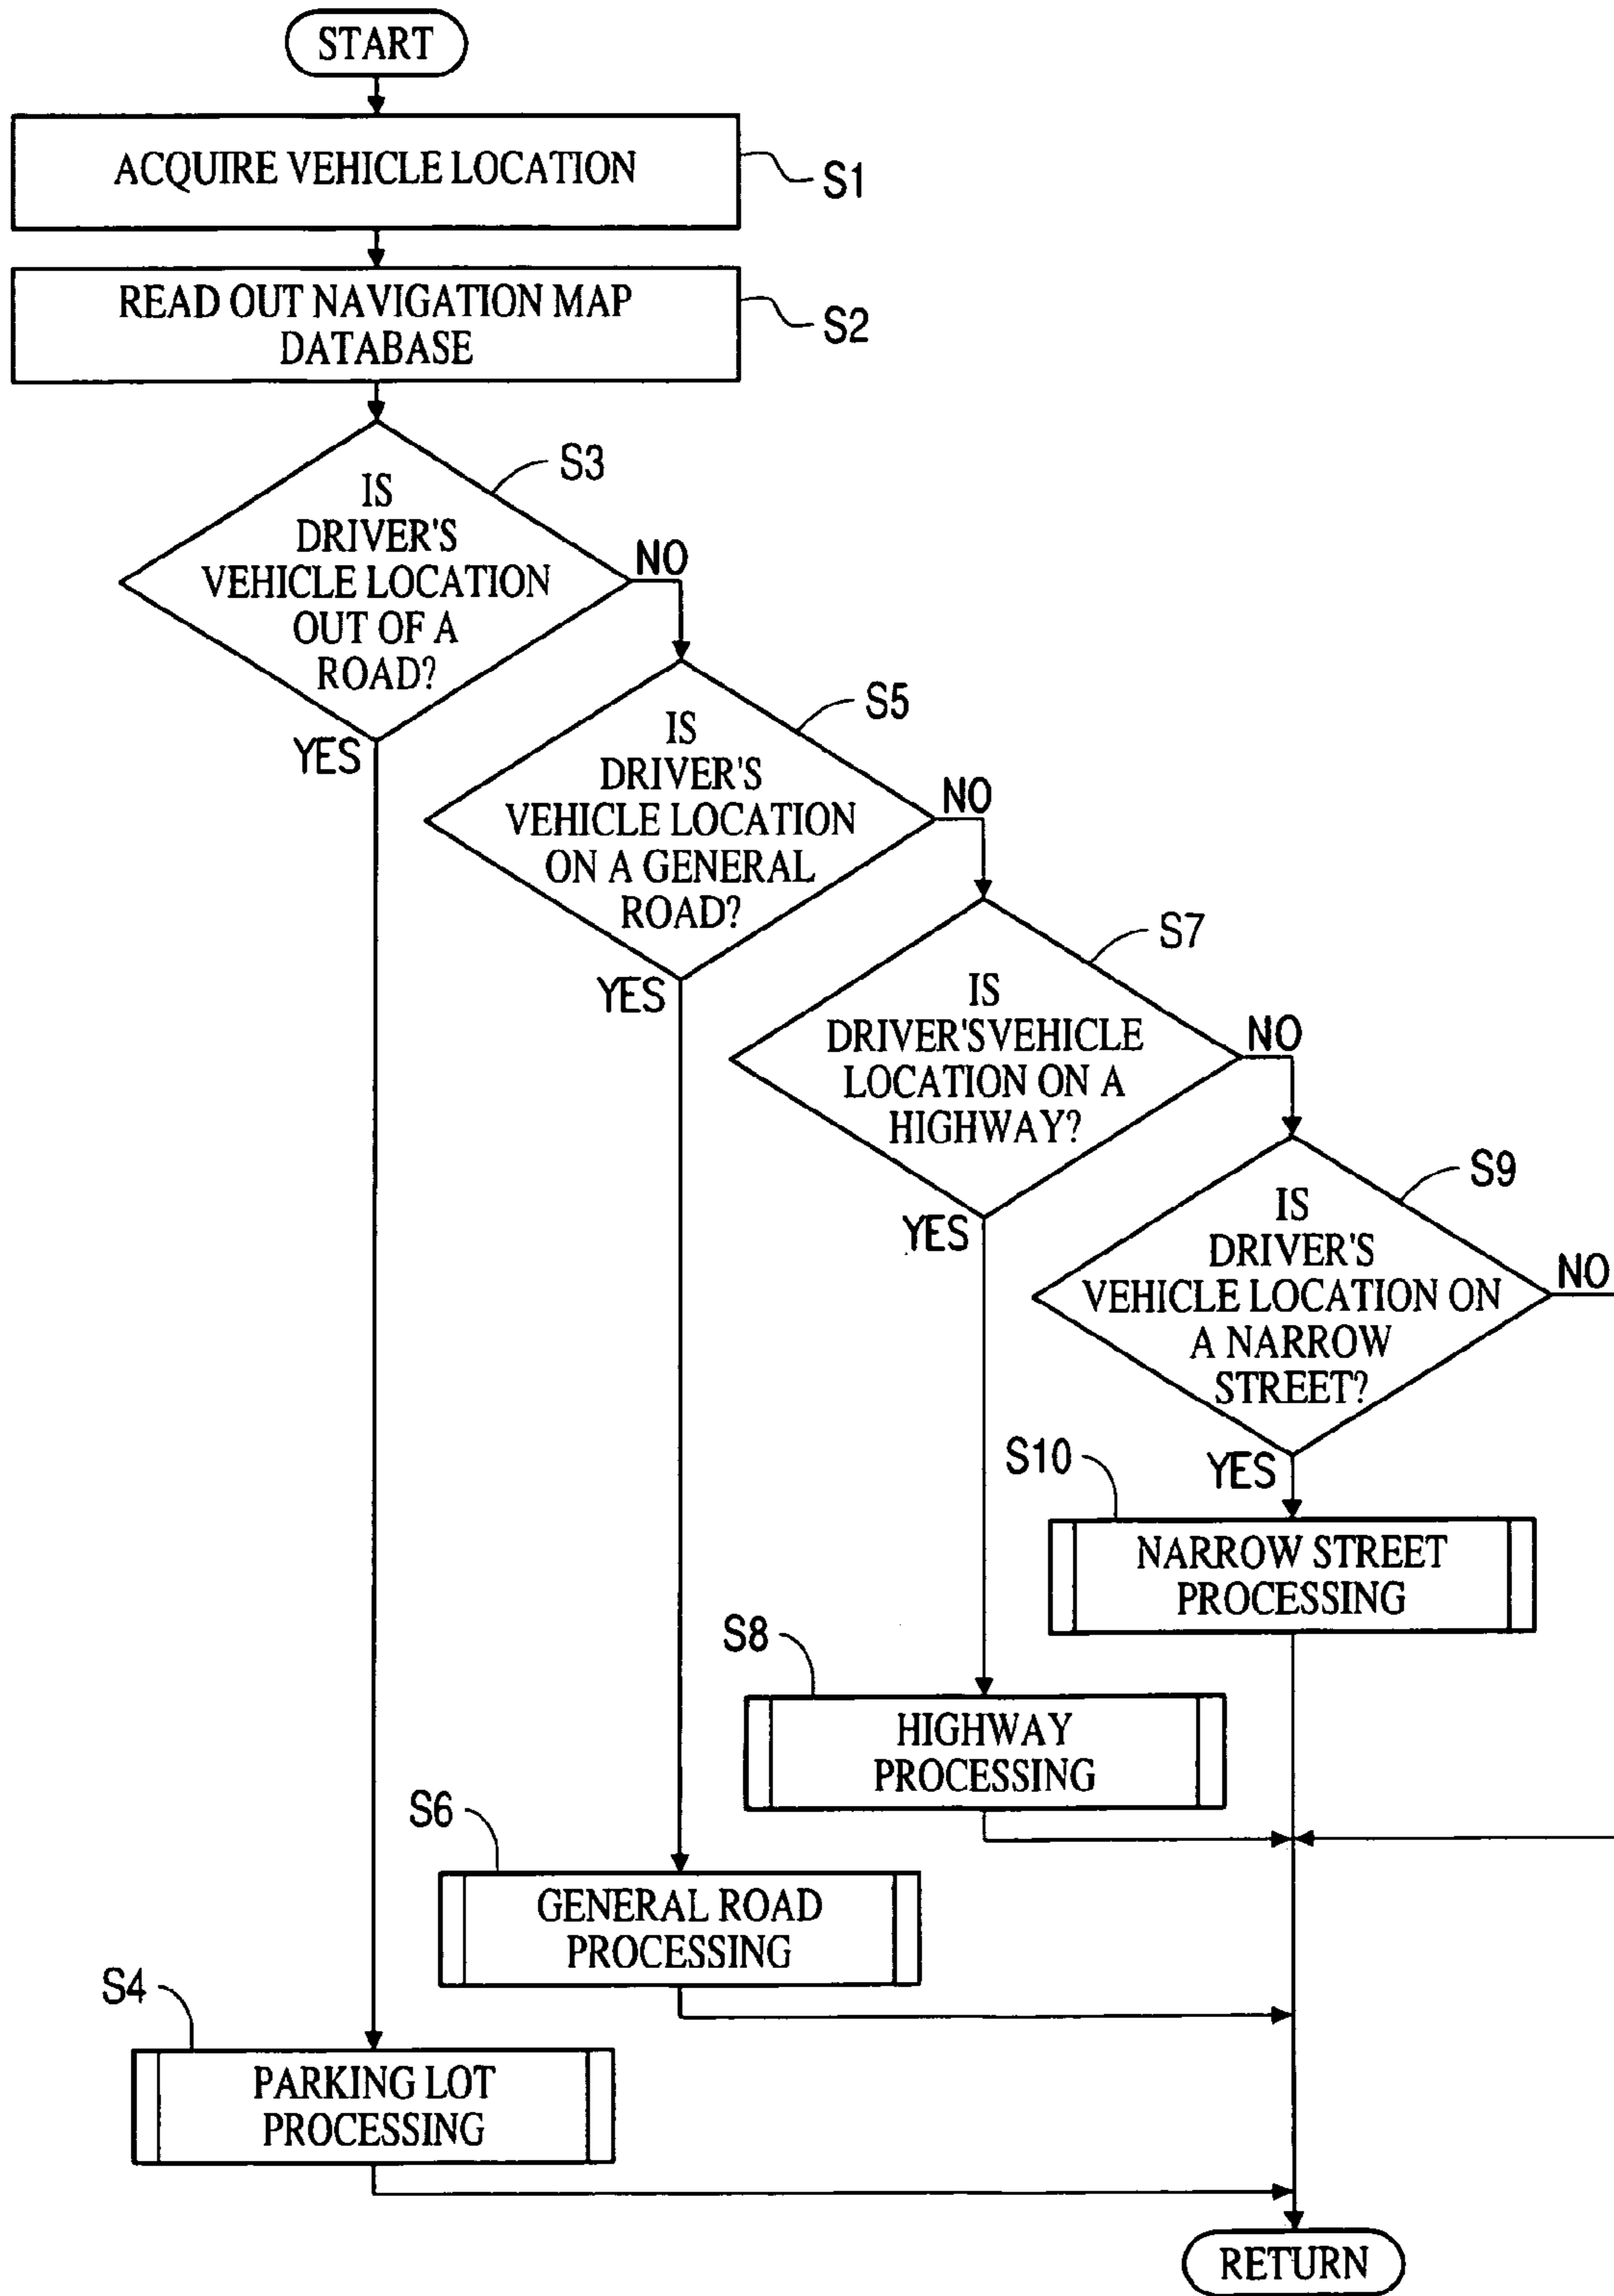 START
ACQUIRE VEHICLE LOCATION
S1
READ OUT NAVIGATION MAP
DATABASE
S2
S3
IS
DRIVER'S
VEHICLE LOCATION
OUT OF A
ROAD?
NO
YES
S5
IS
DRIVER'S
VEHICLE LOCATION
ON A GENERAL
ROAD?
NO
YES
S7
IS
DRIVER'SVEHICLE
LOCATION ON A
HIGHWAY?
NO
YES
S9
IS
DRIVER'S
VEHICLE LOCATION ON
A NARROW
STREET?
NO
YES
S10
NARROW STREET
PROCESSING
S8
HIGHWAY
PROCESSING
S6
GENERAL ROAD
PROCESSING
S4
PARKING LOT
PROCESSING
RETURN